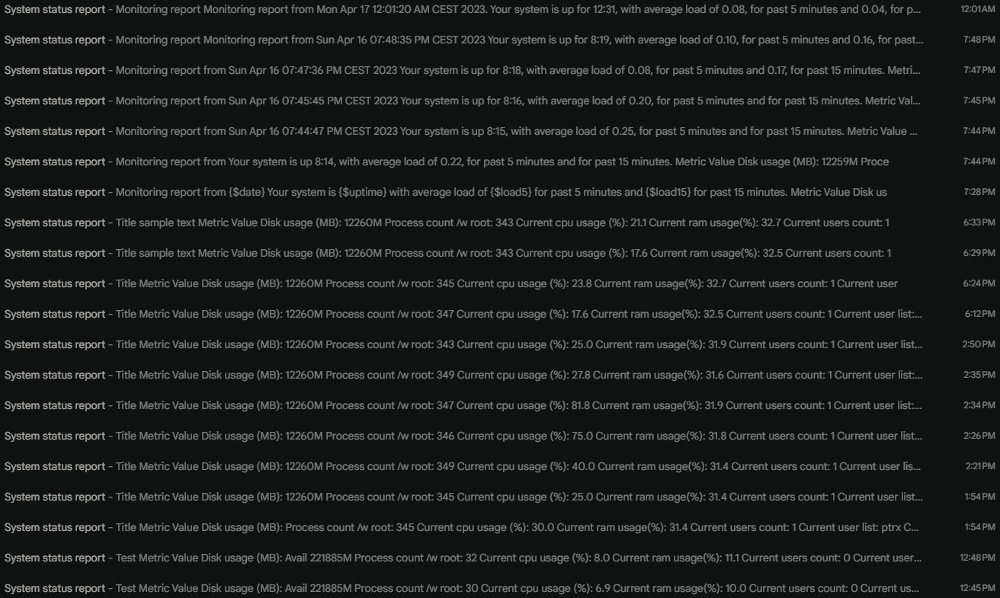 System status report - Monitoring report Monitoring report from Mon Apr 17 12:01:20 AM CEST 2023. Your system is up for 12:31, with average load of 0.08, for past 5 minutes and 0.04, for p... 12:01 AM
System status report - Monitoring report Monitoring report from Sun Apr 16 07:48:35 PM CEST 2023 Your system is up for 8:19, with average load of 0.10, for past 5 minutes and 0.16, for past... 7:48 PM
System status report - Monitoring report from Sun Apr 16 07:47:36 PM CEST 2023 Your system is up for 8:18, with average load of 0.08, for past 5 minutes and 0.17, for past 15 minutes. Metri... 7:47 PM
System status report - Monitoring report from Sun Apr 16 07:45:45 PM CEST 2023 Your system is up for 8:16, with average load of 0.20, for past 5 minutes and for past 15 minutes. Metric Val... 7:45 PM
System status report - Monitoring report from Sun Apr 16 07:44:47 PM CEST 2023 Your system is up 8:15, with average load of 0.25, for past 5 minutes and for past 15 minutes. Metric Value ... 7:44 PM
System status report - Monitoring report from Your system is up 8:14, with average load of 0.22, for past 5 minutes and for past 15 minutes. Metric Value Disk usage (MB): 12259M Proce 7:44 PM
System status report - Monitoring report from {$date} Your system is {$uptime} with average load of {$load5} for past 5 minutes and {$load15} for past 15 minutes. Metric Value Disk us 7:28 PM
System status report - Title sample text Metric Value Disk usage (MB): 12260M Process count /w root: 343 Current cpu usage (%): 21.1 Current ram usage(%): 32.7 Current users count: 1 6:33 PM
System status report - Title sample text Metric Value Disk usage (MB): 12260M Process count /w root: 343 Current cpu usage (%): 17.6 Current ram usage(%): 32.5 Current users count: 1 6:29 PM
System status report - Title Metric Value Disk usage (MB): 12260M Process count /w root: 345 Current cpu usage (%): 23.8 Current ram usage(%): 32.7 Current users count: 1 Current user 6:24 PM
System status report - Title Metric Value Disk usage (MB): 12260M Process count /w root: 347 Current cpu usage (%): 17.6 Current ram usage(%): 32.5 Current users count: 1 Current user list:... 6:12 PM
System status report - Title Metric Value Disk usage (MB): 12260M Process count /w root: 343 Current cpu usage (%): 25.0 Current ram usage(%): 31.9 Current users count: 1 Current user list... 2:50 PM
System status report - Title Metric Value Disk usage (MB): 12260M Process count /w root: 349 Current cpu usage (%): 27.8 Current ram usage(%): 31.6 Current users count: 1 Current user list:... 2:35 PM
System status report - Title Metric Value Disk usage (MB): 12260M Process count /w root: 347 Current cpu usage (%): 81.8 Current ram usage(%): 31.9 Current users count: 1 Current user list:... 2:34 PM
System status report - Title Metric Value Disk usage (MB): 12260M Process count /w root: 346 Current cpu usage (%): 75.0 Current ram usage(%): 31.8 Current users count: 1 Current user list... 2:26 PM
System status report - Title Metric Value Disk usage (MB): 12260M Process count /w root: 349 Current cpu usage (%): 40.0 Current ram usage(%): 31.4 Current users count: 1 Current user lis... 2:21 PM
System status report - Title Metric Value Disk usage (MB): 12260M Process count /w root: 345 Current cpu usage (%): 25.0 Current ram usage(%): 31.4 Current users count: 1 Current user list... 1:54 PM
System status report - Title Metric Value Disk usage (MB): Process count /w root: 345 Current cpu usage (%): 30.0 Current ram usage(%): 31.4 Current users count: 1 Current user list: ptrx C... 1:54 PM
System status report - Test Metric Value Disk usage (MB): Avail 221885M Process count /w root: 32 Current cpu usage (%): 8.0 Current ram usage(%): 11.1 Current users count: 0 Current user... 12:48 PM
System status report - Test Metric Value Disk usage (MB): Avail 221885M Process count /w root: 30 Current cpu usage (%): 6.9 Current ram usage(%): 10.0 Current users count: 0 Current us... 12:45 PM